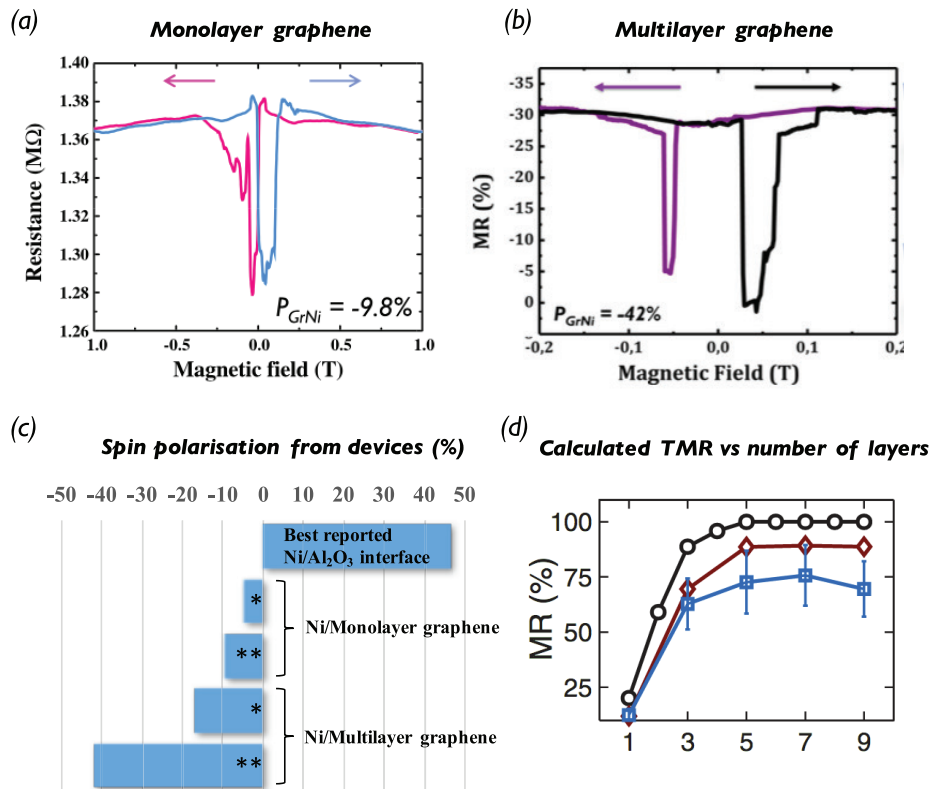 (a)
Monolayer graphene
1.40
1.38
1.36
1.34
1.32
1.30
1.28
1.26
Resistance (MΩ)
1.0 -0.5 0.0 0.5 1.0
Magnetic field (T)
P_GrNi = -9.8%
(b)
Multilayer graphene
-35
-30
-25
-20
-15
-10
-5
0
5
MR (%)
-0,2 -0,1 0,0 0,1 0,2
Magnetic Field (T)
P_GrNi = -42%
(c)
Spin polarisation from devices (%)
-50 -40 -30 -20 -10 0 10 20 30 40 50
Best reported
Ni/Al₂O₃ interface
*
**
Ni/Monolayer graphene
*
**
Ni/Multilayer graphene
(d)
Calculated TMR vs number of layers
100
75
50
25
MR (%)
1 3 5 7 9